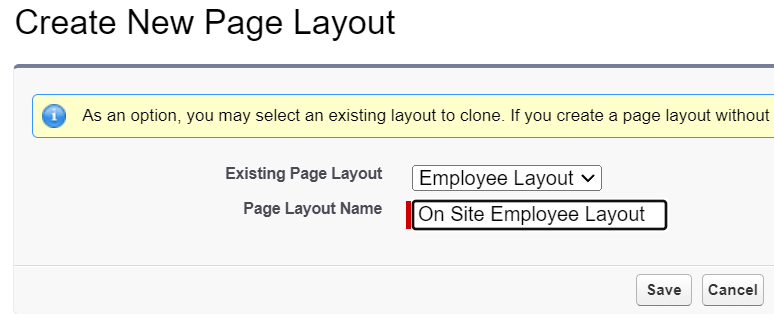 Create New Page Layout
As an option, you may select an existing layout to clone. If you create a page layout without
Existing Page Layout Employee Layout
Page Layout Name On Site Employee Layout
Save Cancel